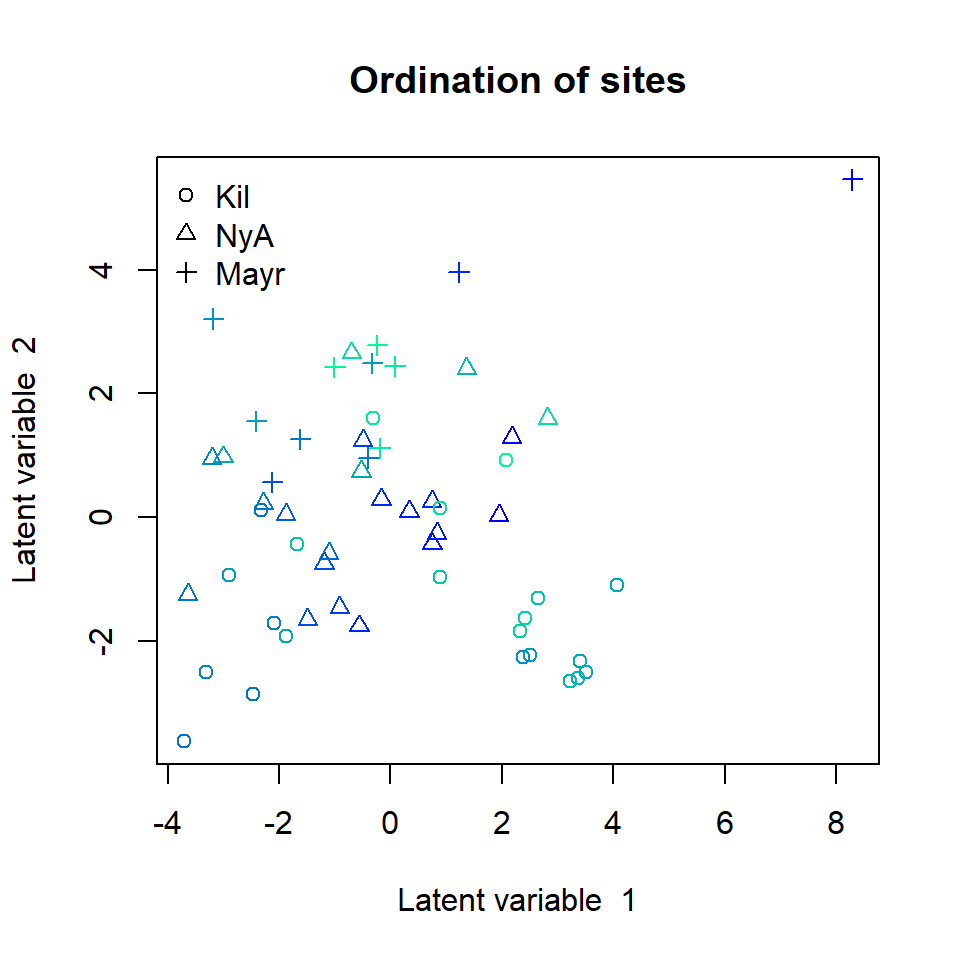 Ordination of sites
Kil
NyA
Mayr
4
2
0
-2
Latent variable 2
-4 -2 0 2 4 6 8
Latent variable 1